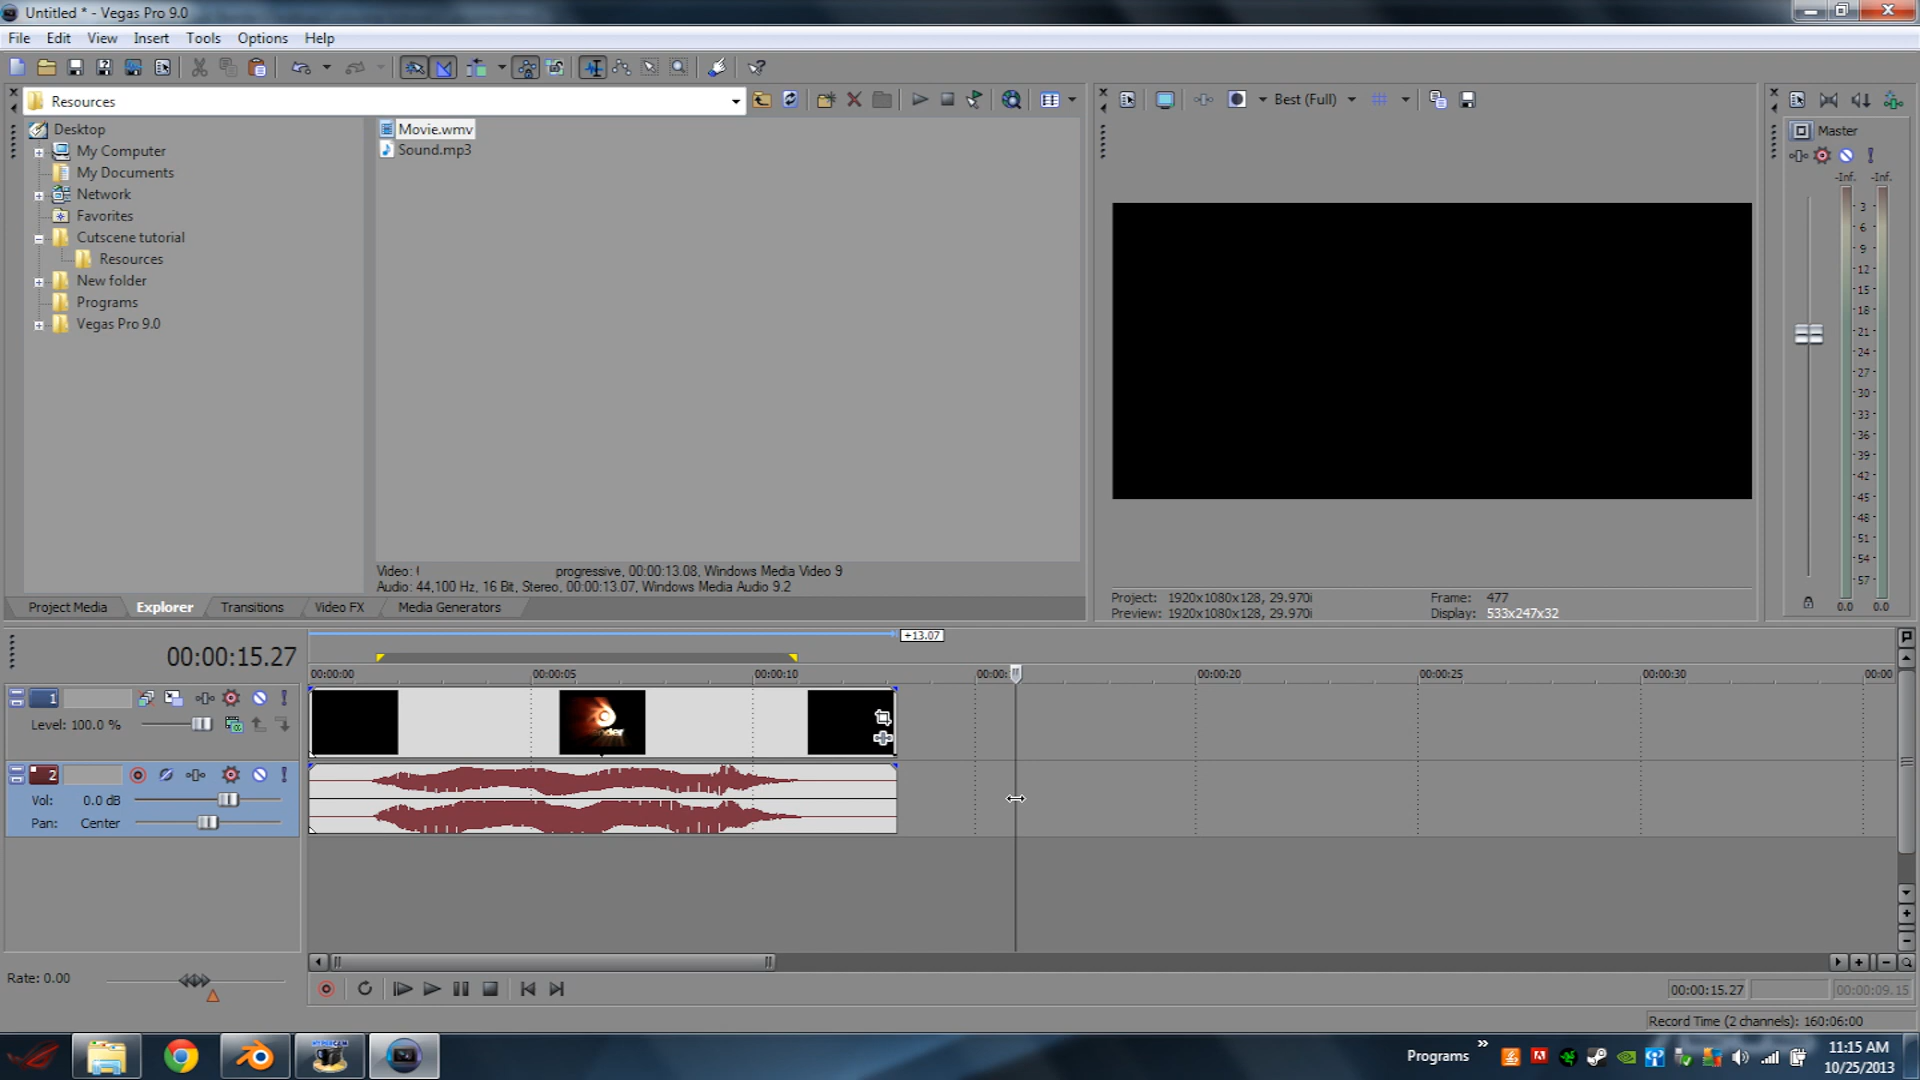 Untitled * - Vegas Pro 9.0
File Edit View Insert Tools Options Help
Resources
Best (Full)
Desktop
My Computer
My Documents
Network
Favorites
Cutscene tutorial
Resources
New folder
Programs
Vegas Pro 9.0
Movie.wmv
Sound.mp3
Master
-Inf. -Inf.
3
6
9
12
15
18
21
24
27
30
33
36
39
42
45
48
51
54
57
0.0 0.0
Video: progressive, 00:00:13.08, Windows Media Video 9
Audio: 44,100 Hz, 16 Bit, Stereo, 00:00:13.07, Windows Media Audio 9.2
Project Media Explorer Transitions Video FX Media Generators
Project: 1920x1080x128, 29.970i Frame: 477
Preview: 1920x1080x128, 29.970i Display: 533x247x32
+13.07
00:00:15.27
00:00:00 00:00:05 00:00:10 00:00: 00:00:20 00:00:25 00:00:30 00:00
1
Level: 100.0 %
2
Vol: 0.0 dB
Pan: Center
Rate: 0.00
00:00:15.27 00:00:09.15
Record Time (2 channels): 160:06:00
Programs »
11:15 AM
10/25/2013